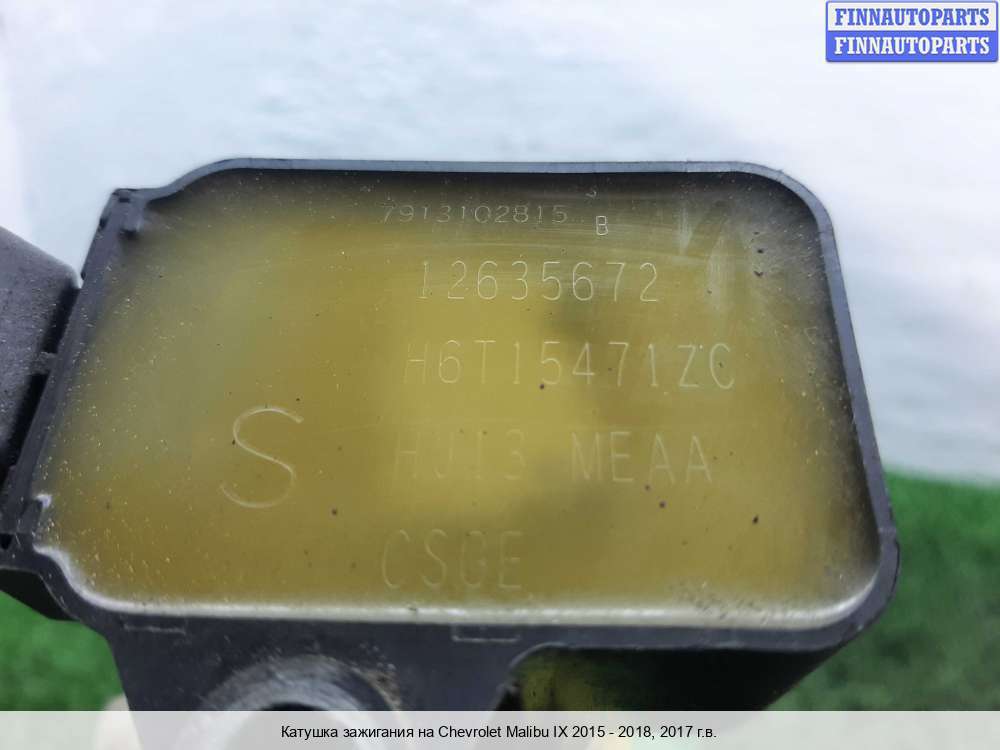 FINNAUTOPARTS
FINNAUTOPARTS
7913102815
B
12635672
H6T15471ZC
S
HJ13 MEAA
CSGE
Катушка зажигания на Chevrolet Malibu IX 2015 - 2018, 2017 г.в.